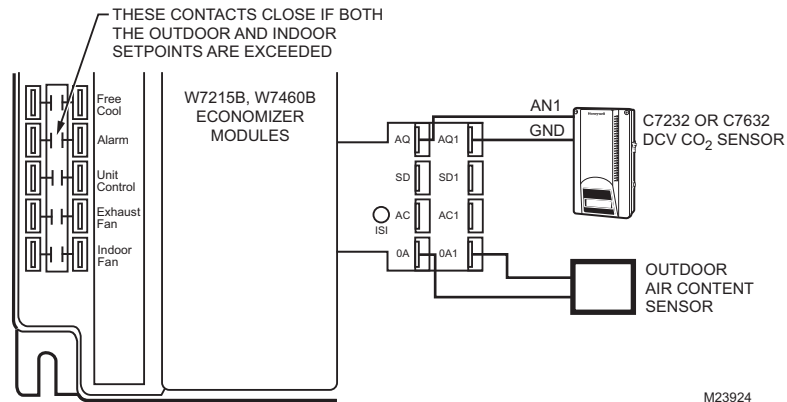 THESE CONTACTS CLOSE IF BOTH
THE OUTDOOR AND INDOOR
SETPOINTS ARE EXCEEDED
Free
Cool
Alarm
Unit
Control
Exhaust
Fan
Indoor
Fan
W7215B, W7460B
ECONOMIZER
MODULES
AQ
AQ1
SD
SD1
ISI
AC
AC1
0A
0A1
AN1
GND
Honeywell
C7232 OR C7632
DCV CO2 SENSOR
OUTDOOR
AIR CONTENT
SENSOR
M23924